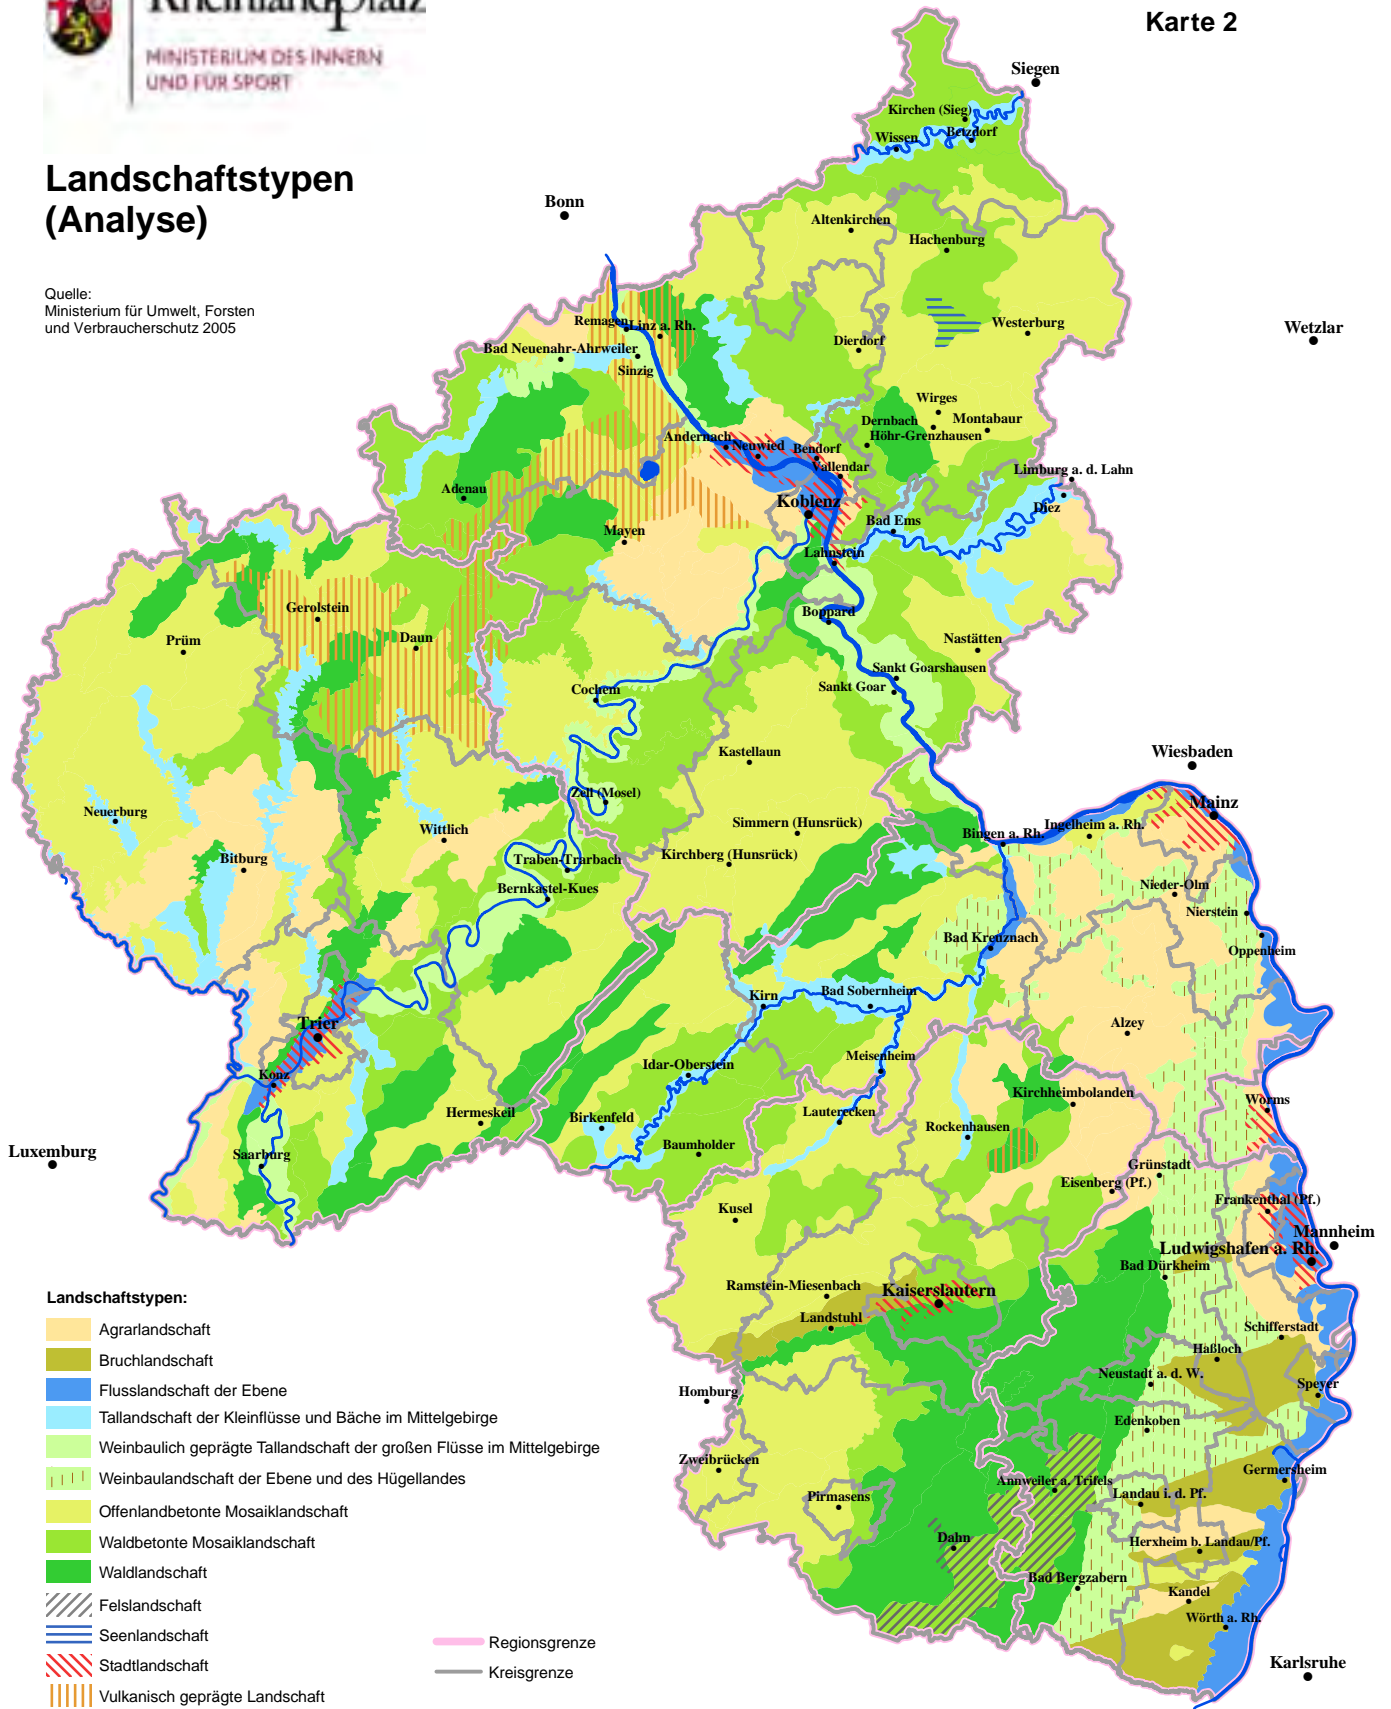 Rheinland-Pfalz
MINISTERIUM DES INNERN
UND FÜR SPORT
Karte 2
Landschaftstypen
(Analyse)
Quelle:
Ministerium für Umwelt, Forsten
und Verbraucherschutz 2005
Siegen
Kirchen (Sieg)
Wissen
Betzdorf
Bonn
Altenkirchen
Hachenburg
Remagen
Linz a. Rh.
Westerburg
Wetzlar
Bad Neuenahr-Ahrweiler
Dierdorf
Sinzig
Wirges
Montabaur
Dernbach
Höhr-Grenzhausen
Andernach
Neuwied
Bendorf
Vallendar
Limburg a. d. Lahn
Adenau
Koblenz
Diez
Mayen
Bad Ems
Lahnstein
Gerolstein
Boppard
Prüm
Daun
Nastätten
Sankt Goarshausen
Sankt Goar
Cochem
Kastellaun
Wiesbaden
Zell (Mosel)
Mainz
Neuerburg
Wittlich
Simmern (Hunsrück)
Bingen a. Rh.
Ingelheim a. Rh.
Bitburg
Traben-Trarbach
Kirchberg (Hunsrück)
Bernkastel-Kues
Nieder-Olm
Nierstein
Bad Kreuznach
Oppenheim
Kirn
Bad Sobernheim
Trier
Alzey
Idar-Oberstein
Meisenheim
Konz
Kirchheimbolanden
Worms
Hermeskeil
Birkenfeld
Lauterecken
Rockenhausen
Luxemburg
Saarburg
Baumholder
Grünstadt
Eisenberg (Pf.)
Frankenthal (Pf.)
Kusel
Mannheim
Ludwigshafen a. Rh.
Bad Dürkheim
Ramstein-Miesenbach
Kaiserslautern
Landstuhl
Schifferstadt
Haßloch
Neustadt a. d. W.
Speyer
Homburg
Edenkoben
Zweibrücken
Germersheim
Annweiler a. Trifels
Landau i. d. Pf.
Pirmasens
Dahn
Herxheim b. Landau/Pf.
Bad Bergzabern
Kandel
Wörth a. Rh.
Karlsruhe
Landschaftstypen:
Agrarlandschaft
Bruchlandschaft
Flusslandschaft der Ebene
Tallandschaft der Kleinflüsse und Bäche im Mittelgebirge
Weinbaulich geprägte Tallandschaft der großen Flüsse im Mittelgebirge
Weinbaulandschaft der Ebene und des Hügellandes
Offenlandbetonte Mosaiklandschaft
Waldbetonte Mosaiklandschaft
Waldlandschaft
Felslandschaft
Seenlandschaft
Stadtlandschaft
Vulkanisch geprägte Landschaft
Regionsgrenze
Kreisgrenze